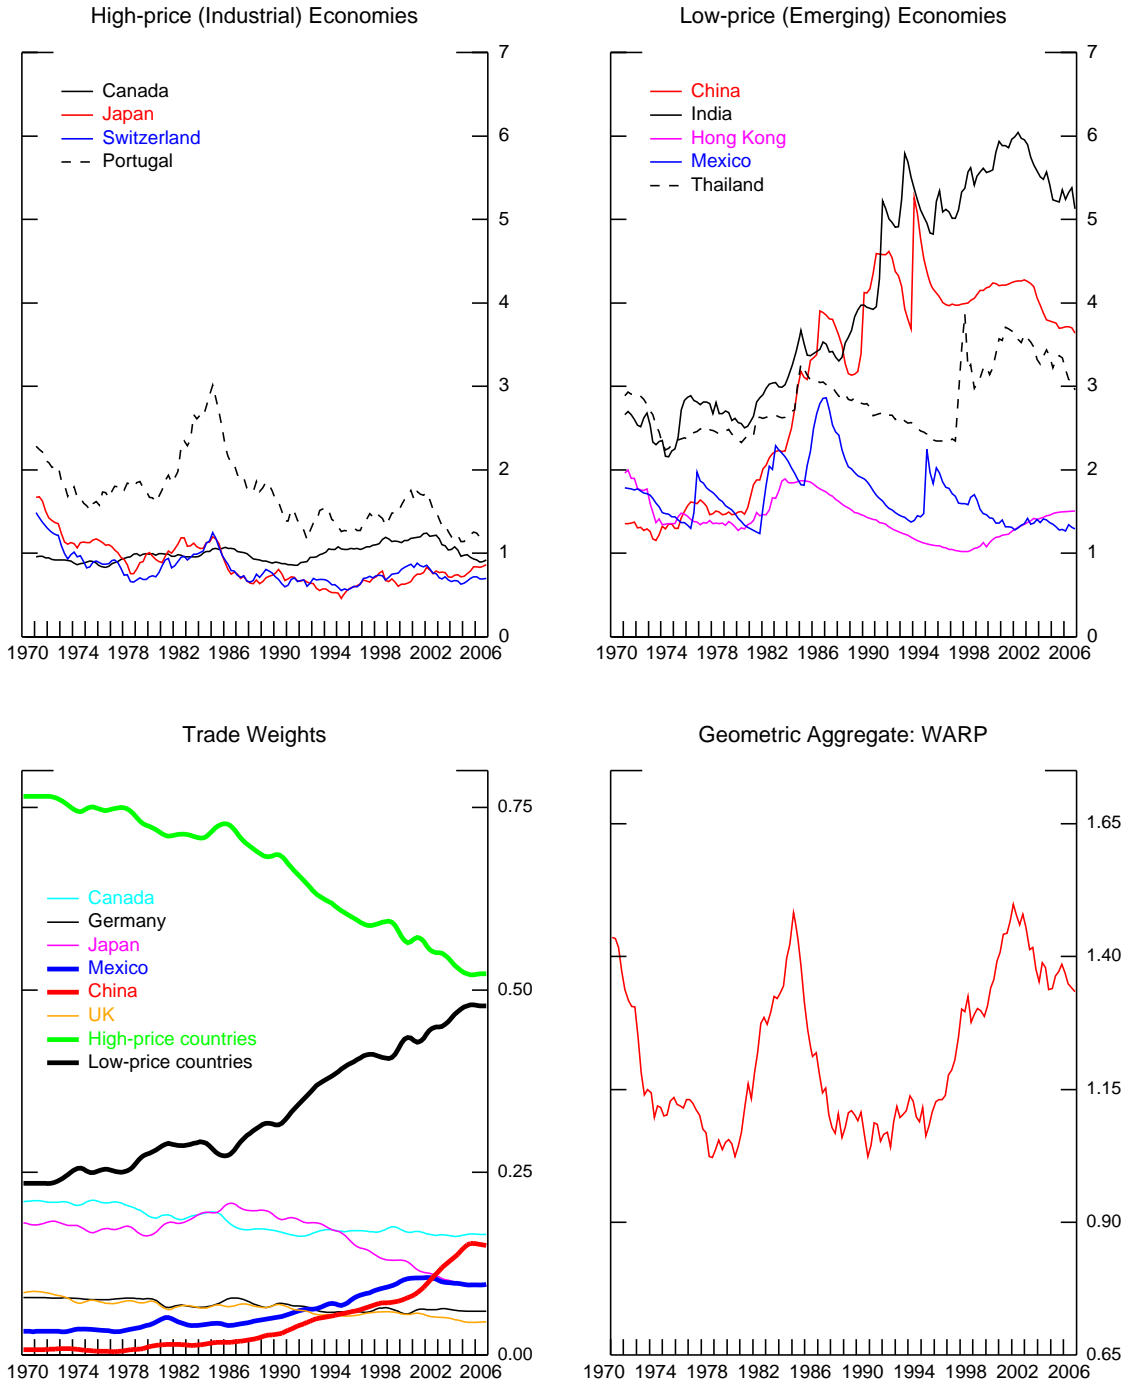 High-price (Industrial) Economies
7
6
5
4
3
2
1
0
Canada
Japan
Switzerland
Portugal
1970 1974 1978 1982 1986 1990 1994 1998 2002 2006
Low-price (Emerging) Economies
7
6
5
4
3
2
1
0
China
India
Hong Kong
Mexico
Thailand
1970 1974 1978 1982 1986 1990 1994 1998 2002 2006
Trade Weights
0.75
0.50
0.25
0.00
Canada
Germany
Japan
Mexico
China
UK
High-price countries
Low-price countries
1970 1974 1978 1982 1986 1990 1994 1998 2002 2006
Geometric Aggregate: WARP
1.65
1.40
1.15
0.90
0.65
1970 1974 1978 1982 1986 1990 1994 1998 2002 2006